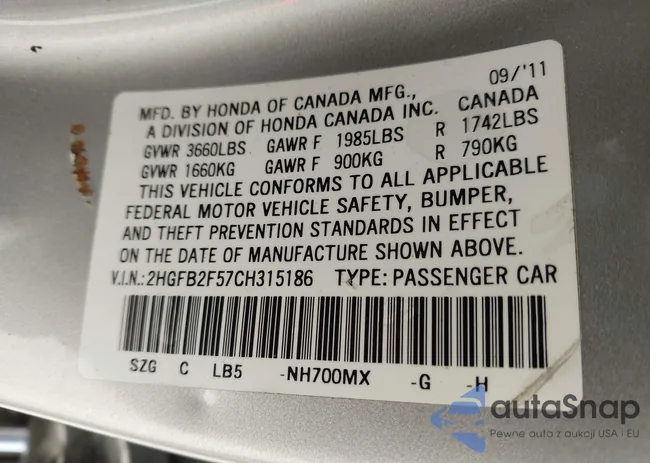 09/'11
MFD. BY HONDA OF CANADA MFG.,
A DIVISION OF HONDA CANADA INC. CANADA
GVWR 3660LBS GAWR F 1985LBS R 1742LBS
GVWR 1660KG GAWR F 900KG R 790KG
THIS VEHICLE CONFORMS TO ALL APPLICABLE
FEDERAL MOTOR VEHICLE SAFETY, BUMPER,
AND THEFT PREVENTION STANDARDS IN EFFECT
ON THE DATE OF MANUFACTURE SHOWN ABOVE.
V.I.N.:2HGFB2F57CH315186 TYPE:PASSENGER CAR
SZG C LB5 -NH700MX -G -H
autaSnap
Pewne auta z aukcji USA i EU